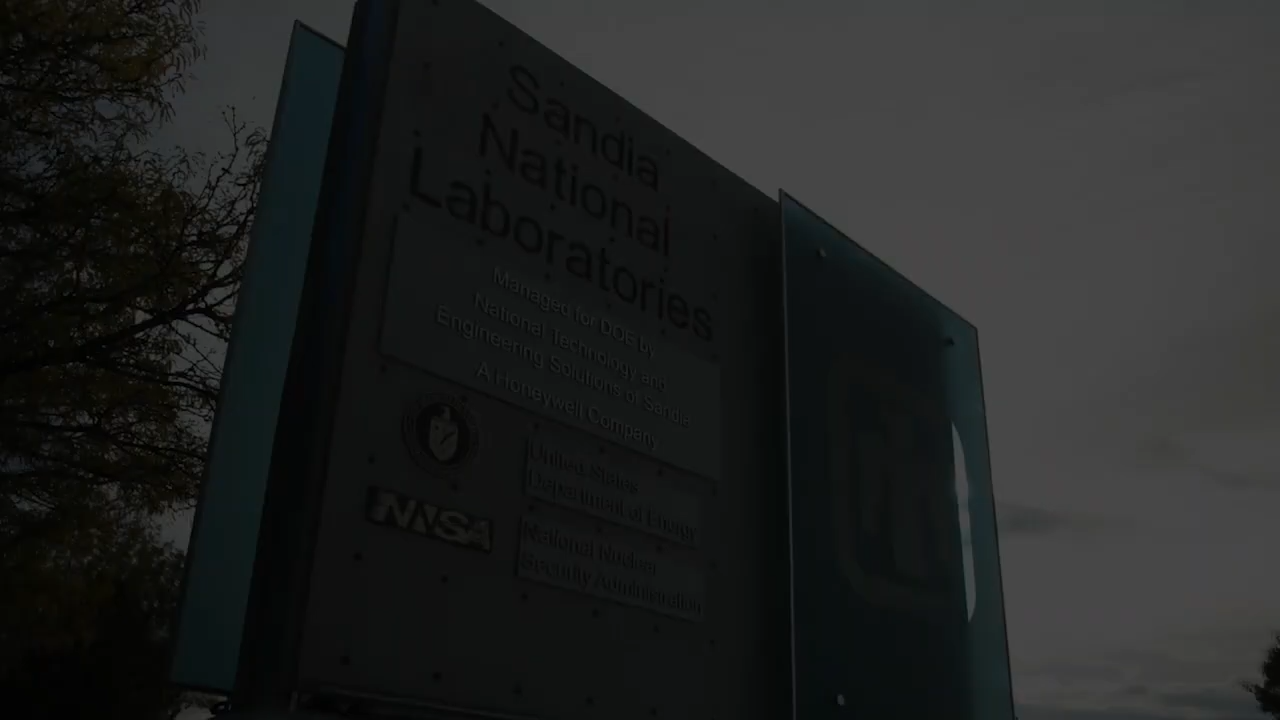 Sandia
National
Laboratories
Managed for DOE by
National Technology and
Engineering Solutions of Sandia
A Honeywell Company
United States
Department of Energy
NNSA
National Nuclear
Security Administration